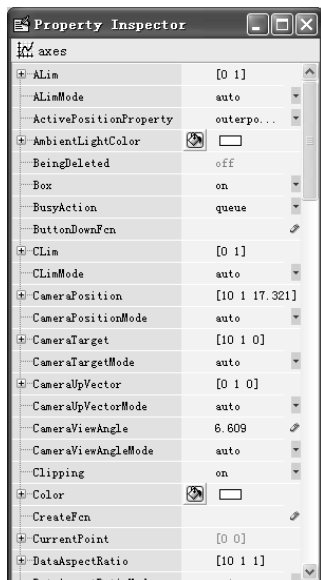 Property Inspector
axes
ALim [0 1]
ALimMode auto
ActivePositionProperty outerpo...
AmbientLightColor
BeingDeleted off
Box on
BusyAction queue
ButtonDownFcn
CLim [0 1]
CLimMode auto
CameraPosition [10 1 17.321]
CameraPositionMode auto
CameraTarget [10 1 0]
CameraTargetMode auto
CameraUpVector [0 1 0]
CameraUpVectorMode auto
CameraViewAngle 6.609
CameraViewAngleMode auto
Clipping on
Color
CreateFcn
CurrentPoint [0 0]
DataAspectRatio [10 1 1]